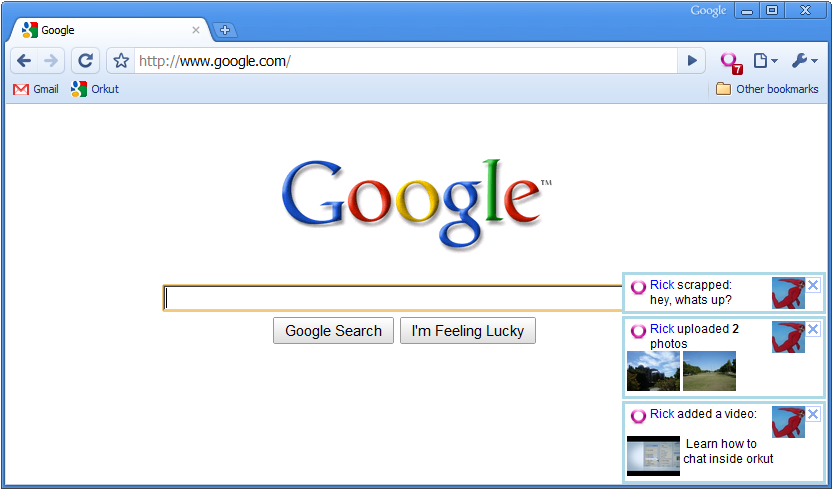 Google
Google
http://www.google.com/
7
Gmail
Orkut
Other bookmarks
Google™
Google Search
I'm Feeling Lucky
Rick scrapped:
hey, whats up?
Rick uploaded 2
photos
Rick added a video:
Learn how to
chat inside orkut